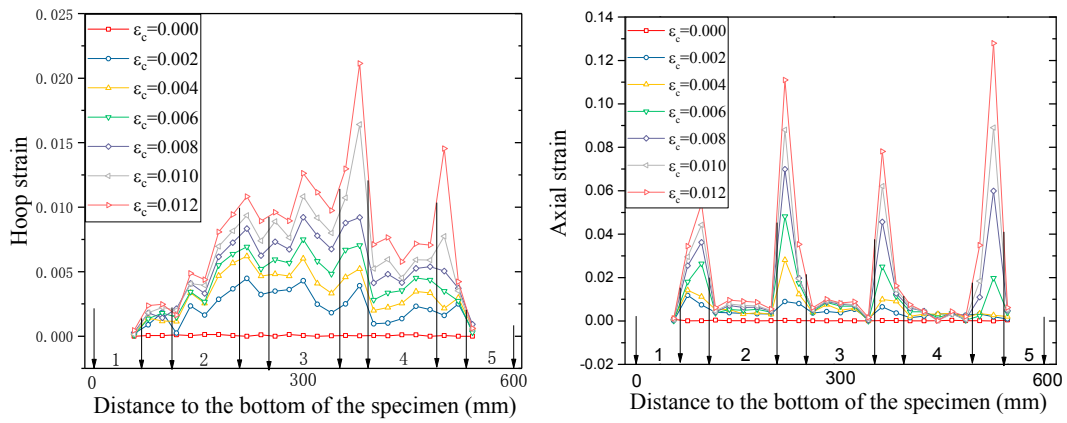 0.025
0.020
0.015
0.010
0.005
0.000
Hoop strain
εc=0.000
εc=0.002
εc=0.004
εc=0.006
εc=0.008
εc=0.010
εc=0.012
1 2 3 4 5
0 300 600
Distance to the bottom of the specimen (mm)
0.14
0.12
0.10
0.08
0.06
0.04
0.02
0.00
-0.02
Axial strain
εc=0.000
εc=0.002
εc=0.004
εc=0.006
εc=0.008
εc=0.010
εc=0.012
1 2 3 4 5
0 300 600
Distance to the bottom of the specimen (mm)